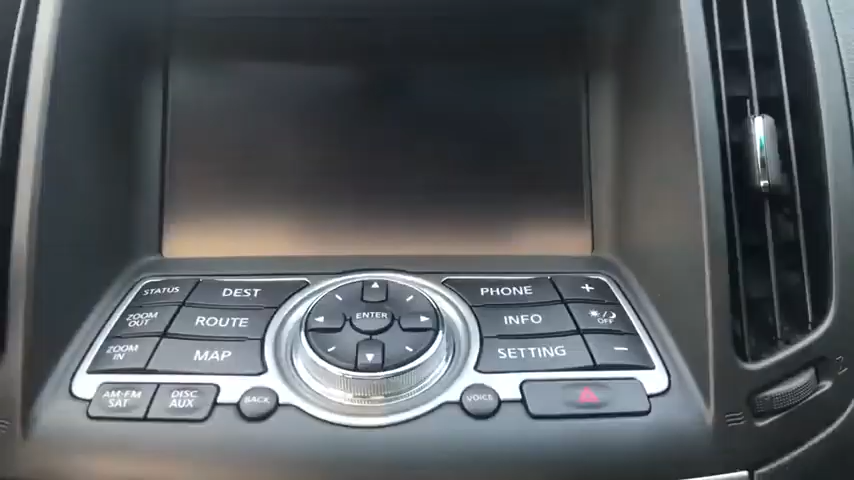 STATUS
DEST
PHONE
+
ZOOM
OUT
ROUTE
ENTER
INFO
OFF
ZOOM
IN
MAP
SETTING
−
AM·FM
SAT
DISC
AUX
BACK
VOICE
2